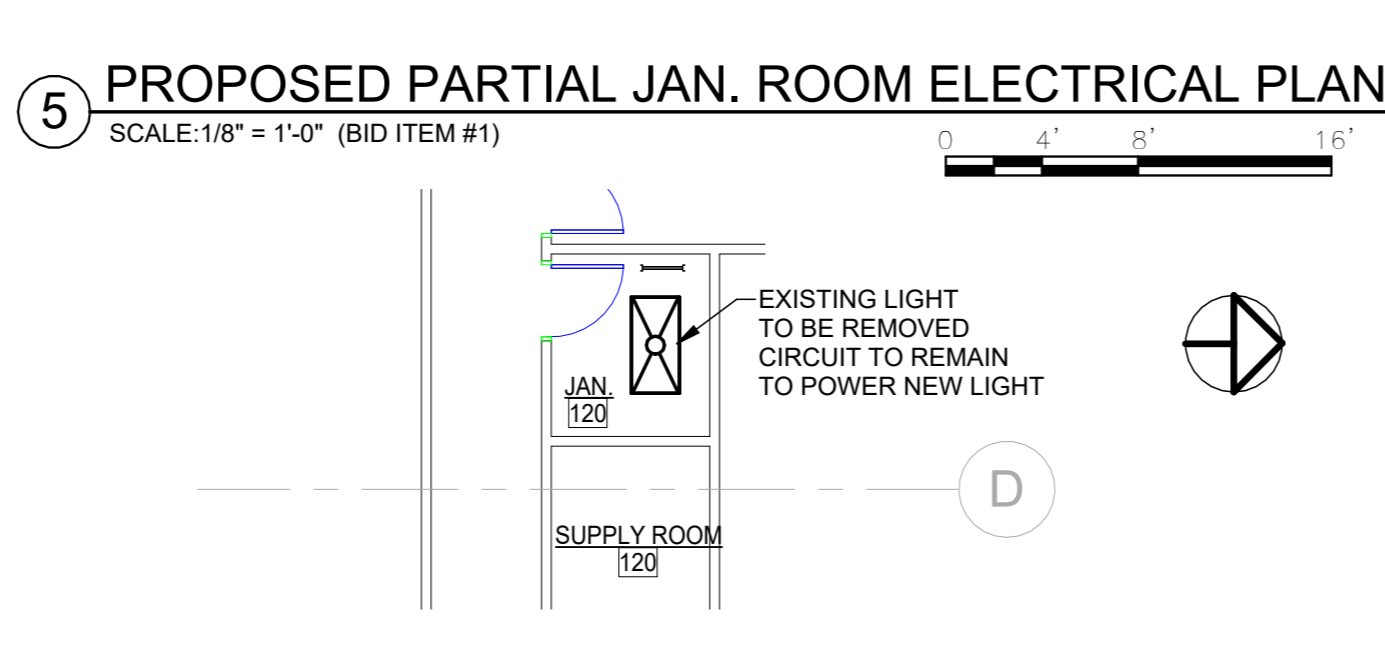 5
PROPOSED PARTIAL JAN. ROOM ELECTRICAL PLAN
SCALE:1/8" = 1'-0" (BID ITEM #1)
0 4' 8' 16'
EXISTING LIGHT
TO BE REMOVED
CIRCUIT TO REMAIN
TO POWER NEW LIGHT
JAN.
120
D
SUPPLY ROOM
120